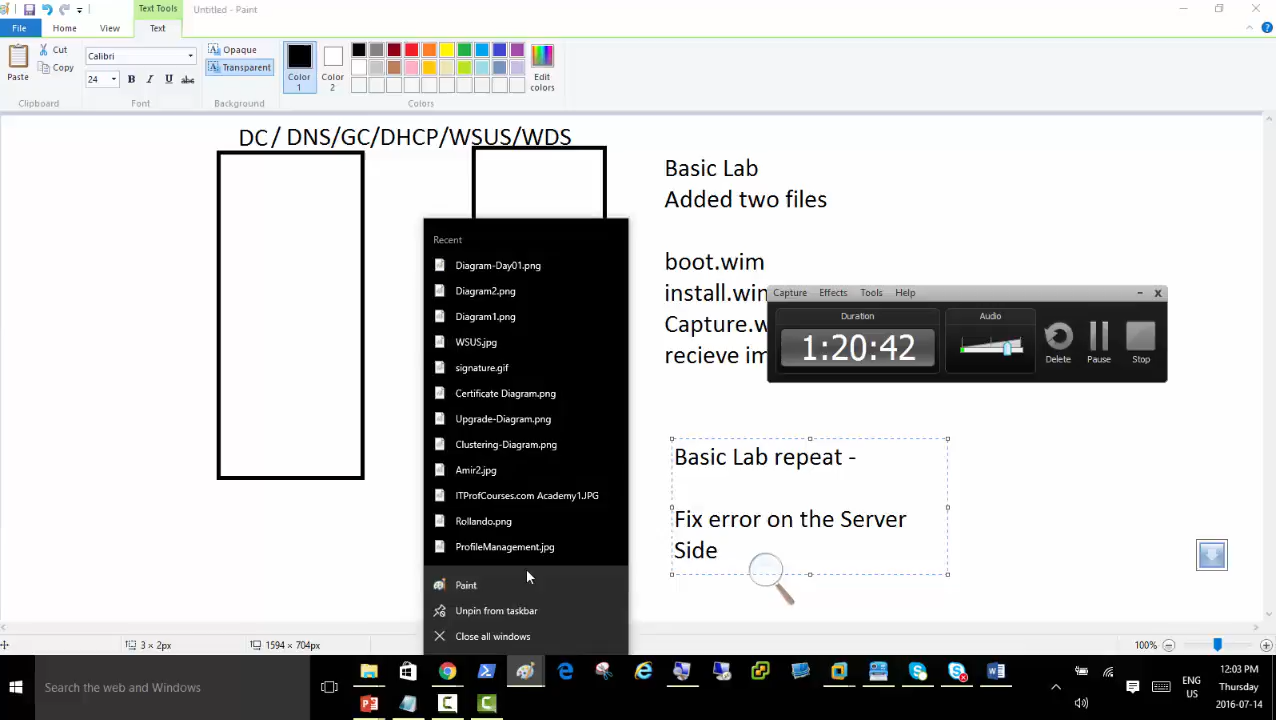 Text Tools
Untitled - Paint
File
Home
View
Text
Paste
Cut
Copy
Clipboard
Calibri
24
B
I
U
abc
Font
Opaque
Transparent
Background
Color 1
Color 2
Edit colors
Colors
DC / DNS/GC/DHCP/WSUS/WDS
Basic Lab
Added two files
boot.wim
install.wim
Capture.w
recieve im
Recent
Diagram-Day01.png
Diagram2.png
Diagram1.png
WSUS.jpg
signature.gif
Certificate Diagram.png
Upgrade-Diagram.png
Clustering-Diagram.png
Amir2.jpg
ITProfCourses.com Academy1.JPG
Rollando.png
ProfileManagement.jpg
Paint
Unpin from taskbar
Close all windows
Capture Effects Tools Help
Duration
1:20:42
Audio
Delete
Pause
Stop
Basic Lab repeat -
Fix error on the Server
Side
3 × 2px
1594 × 704px
100%
Search the web and Windows
ENG
US
12:03 PM
Thursday
2016-07-14